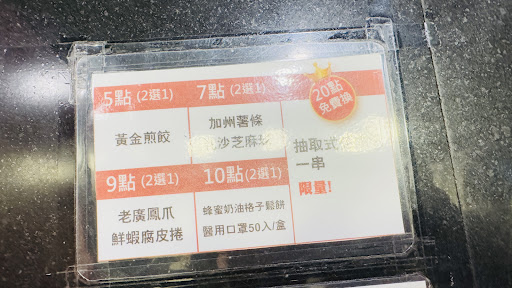 5點(2選1)
黃金煎餃
7點(2選1)
加州薯條
沙芝麻
20點
免費換
抽取式
一串
限量!
9點(2選1)
老廣鳳爪
鮮蝦腐皮捲
10點(2選1)
蜂蜜奶油格子鬆餅
醫用口罩50入/盒